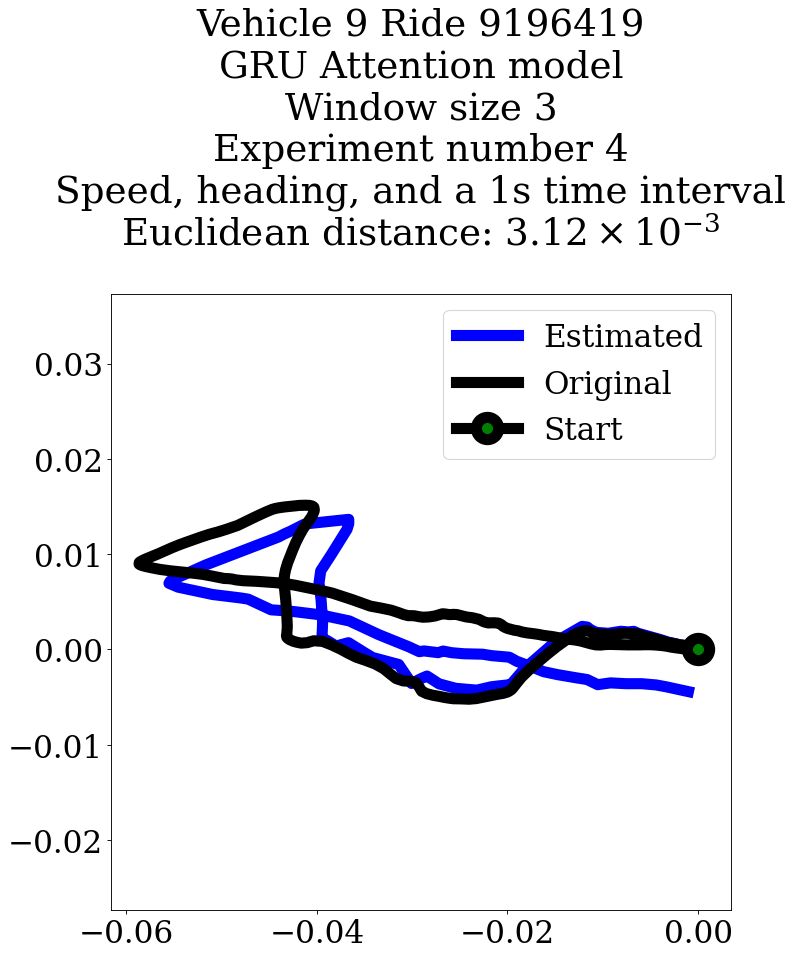 Vehicle 9 Ride 9196419
GRU Attention model
Window size 3
Experiment number 4
Speed, heading, and a 1s time interval
Euclidean distance: 3.12 × 10⁻³
Estimated
Original
Start
0.03
0.02
0.01
0.00
−0.01
−0.02
−0.06
−0.04
−0.02
0.00